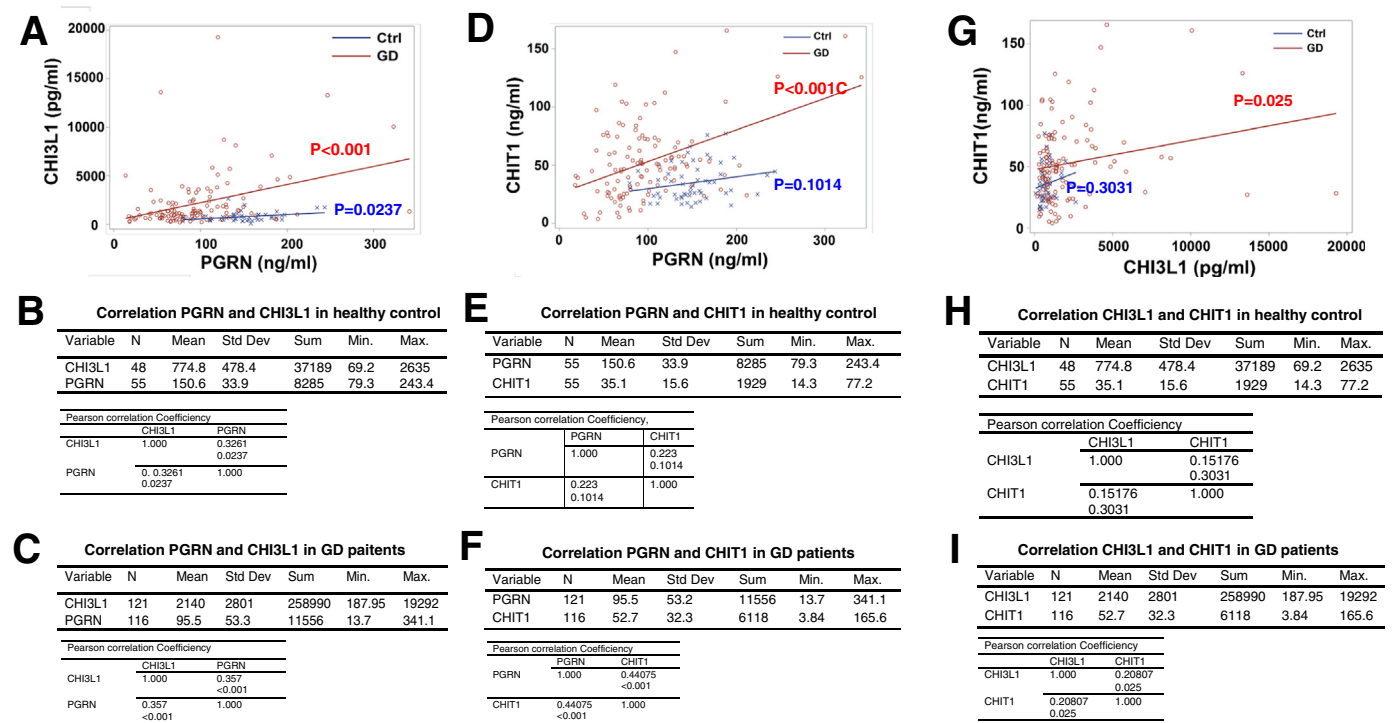 A
CHI3L1 (pg/ml)
20000
15000
10000
5000
0
Ctrl
GD
P<0.001
P=0.0237
0 100 200 300
PGRN (ng/ml)
B
Correlation PGRN and CHI3L1 in healthy control
Variable N Mean Std Dev Sum Min. Max.
CHI3L1 48 774.8 478.4 37189 69.2 2635
PGRN 55 150.6 33.9 8285 79.3 243.4
Pearson correlation Coefficiency
CHI3L1 PGRN
CHI3L1 1.000 0.3261
0.0237
PGRN 0. 0.3261 1.000
0.0237
C
Correlation PGRN and CHI3L1 in GD paitents
Variable N Mean Std Dev Sum Min. Max.
CHI3L1 121 2140 2801 258990 187.95 19292
PGRN 116 95.5 53.3 11556 13.7 341.1
Pearson correlation Coefficiency
CHI3L1 PGRN
CHI3L1 1.000 0.357
<0.001
PGRN 0.357 1.000
<0.001
D
CHIT1 (ng/ml)
150
100
50
0
Ctrl
GD
P<0.001C
P=0.1014
0 100 200 300
PGRN (ng/ml)
E
Correlation PGRN and CHIT1 in healthy control
Variable N Mean Std Dev Sum Min. Max.
PGRN 55 150.6 33.9 8285 79.3 243.4
CHIT1 55 35.1 15.6 1929 14.3 77.2
Pearson correlation Coefficiency,
PGRN CHIT1
PGRN 1.000 0.223
0.1014
CHIT1 0.223 1.000
0.1014
F
Correlation PGRN and CHIT1 in GD patients
Variable N Mean Std Dev Sum Min. Max.
PGRN 121 95.5 53.2 11556 13.7 341.1
CHIT1 116 52.7 32.3 6118 3.84 165.6
Pearson correlation Coefficiency
PGRN CHIT1
PGRN 1.000 0.44075
<0.001
CHIT1 0.44075 1.000
<0.001
G
CHIT1(ng/ml)
150
100
50
0
Ctrl
GD
P=0.025
P=0.3031
0 5000 10000 15000 20000
CHI3L1 (pg/ml)
H
Correlation CHI3L1 and CHIT1 in healthy control
Variable N Mean Std Dev Sum Min. Max.
CHI3L1 48 774.8 478.4 37189 69.2 2635
CHIT1 55 35.1 15.6 1929 14.3 77.2
Pearson correlation Coefficiency
CHI3L1 CHIT1
CHI3L1 1.000 0.15176
0.3031
CHIT1 0.15176 1.000
0.3031
I
Correlation CHI3L1 and CHIT1 in GD patients
Variable N Mean Std Dev Sum Min. Max.
CHI3L1 121 2140 2801 258990 187.95 19292
CHIT1 116 52.7 32.3 6118 3.84 165.6
Pearson correlation Coefficiency
CHI3L1 CHIT1
CHI3L1 1.000 0.20807
0.025
CHIT1 0.20807 1.000
0.025